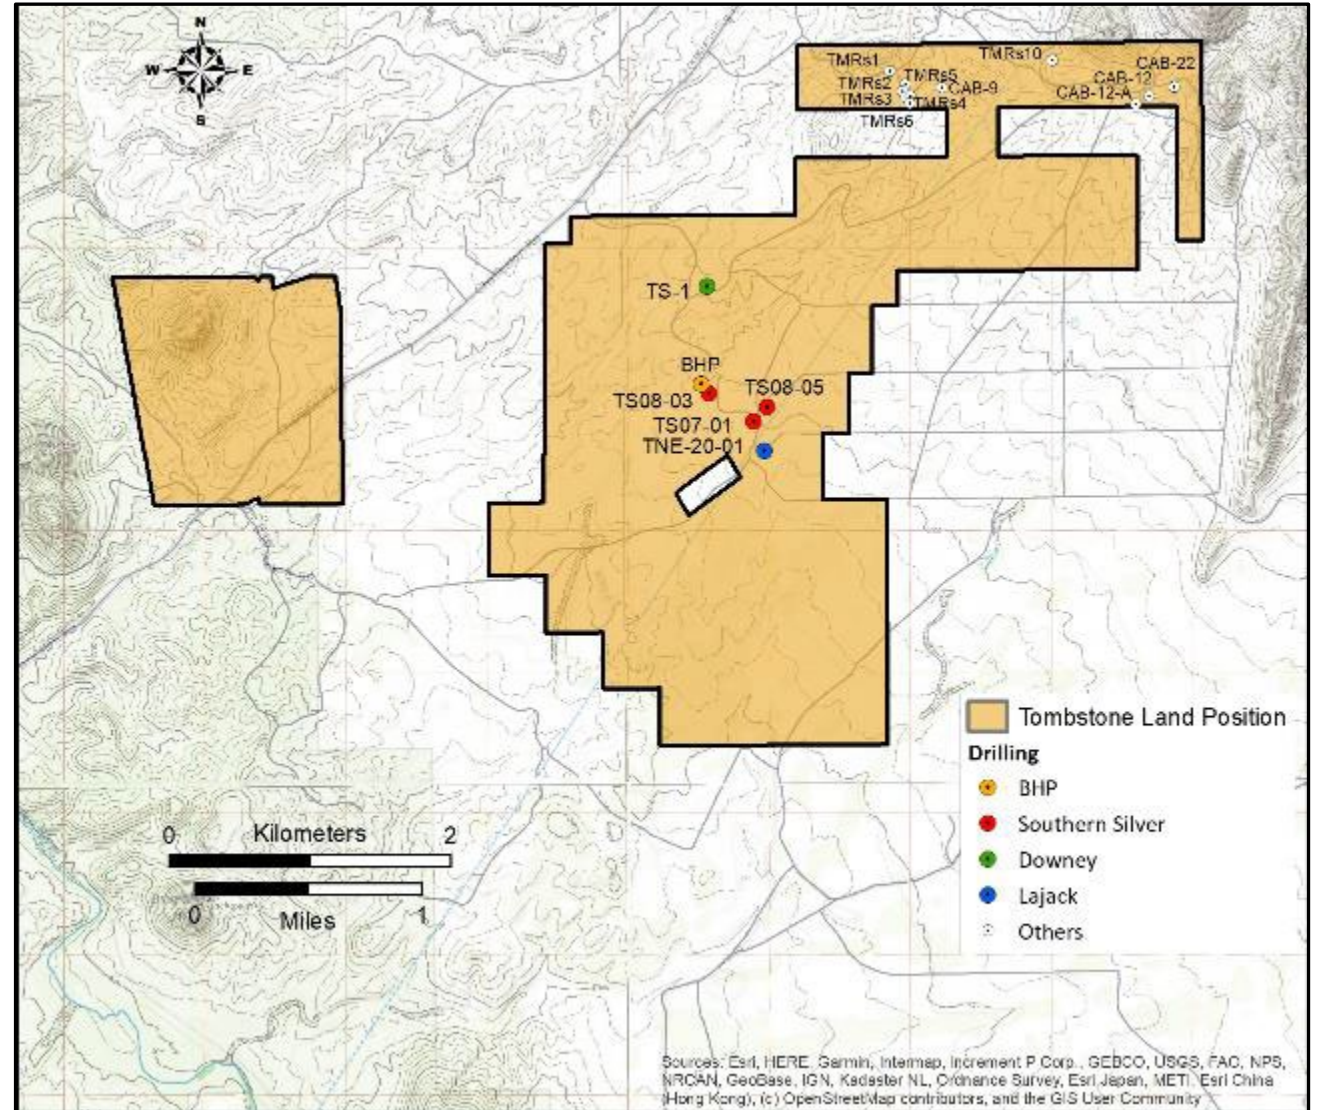 N
W
E
S
TMRs1
TMRs10
TMRs2
TMRs5
CAB-22
CAB-12
TMRs3
CAB-9
CAB-12-A
TMRs4
TMRs6
TS-1
BHP
TS08-03
TS08-05
TS07-01
TNE-20-01
Tombstone Land Position
Drilling
BHP
Southern Silver
Downey
Lajack
Others
0 Kilometers 2
0 Miles 1
Sources: Esri, HERE, Garmin, Intermap, increment P Corp., GEBCO, USGS, FAO, NPS,
NRCAN, GeoBase, IGN, Kadaster NL, Ordnance Survey, Esri Japan, METI, Esri China
(Hong Kong), (c) OpenStreetMap contributors, and the GIS User Community